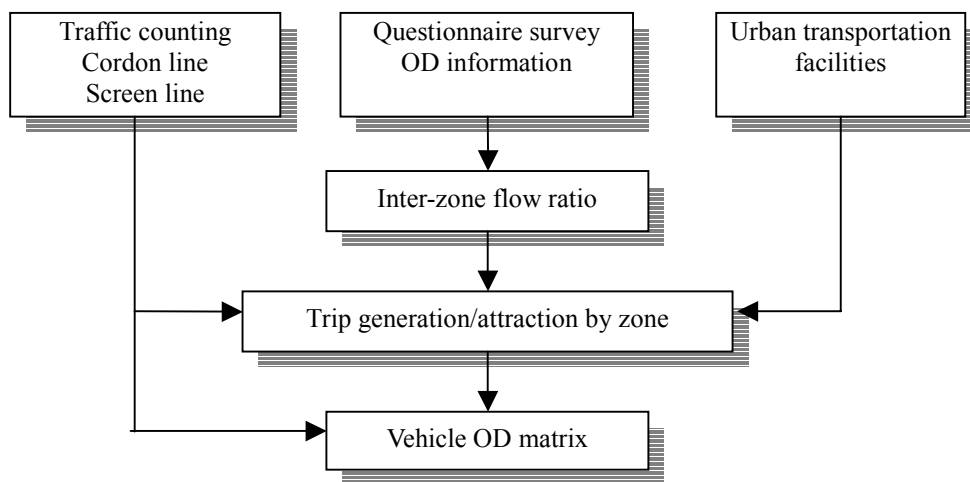 Traffic counting
Cordon line
Screen line
Questionnaire survey
OD information
Urban transportation
facilities
Inter-zone flow ratio
Trip generation/attraction by zone
Vehicle OD matrix